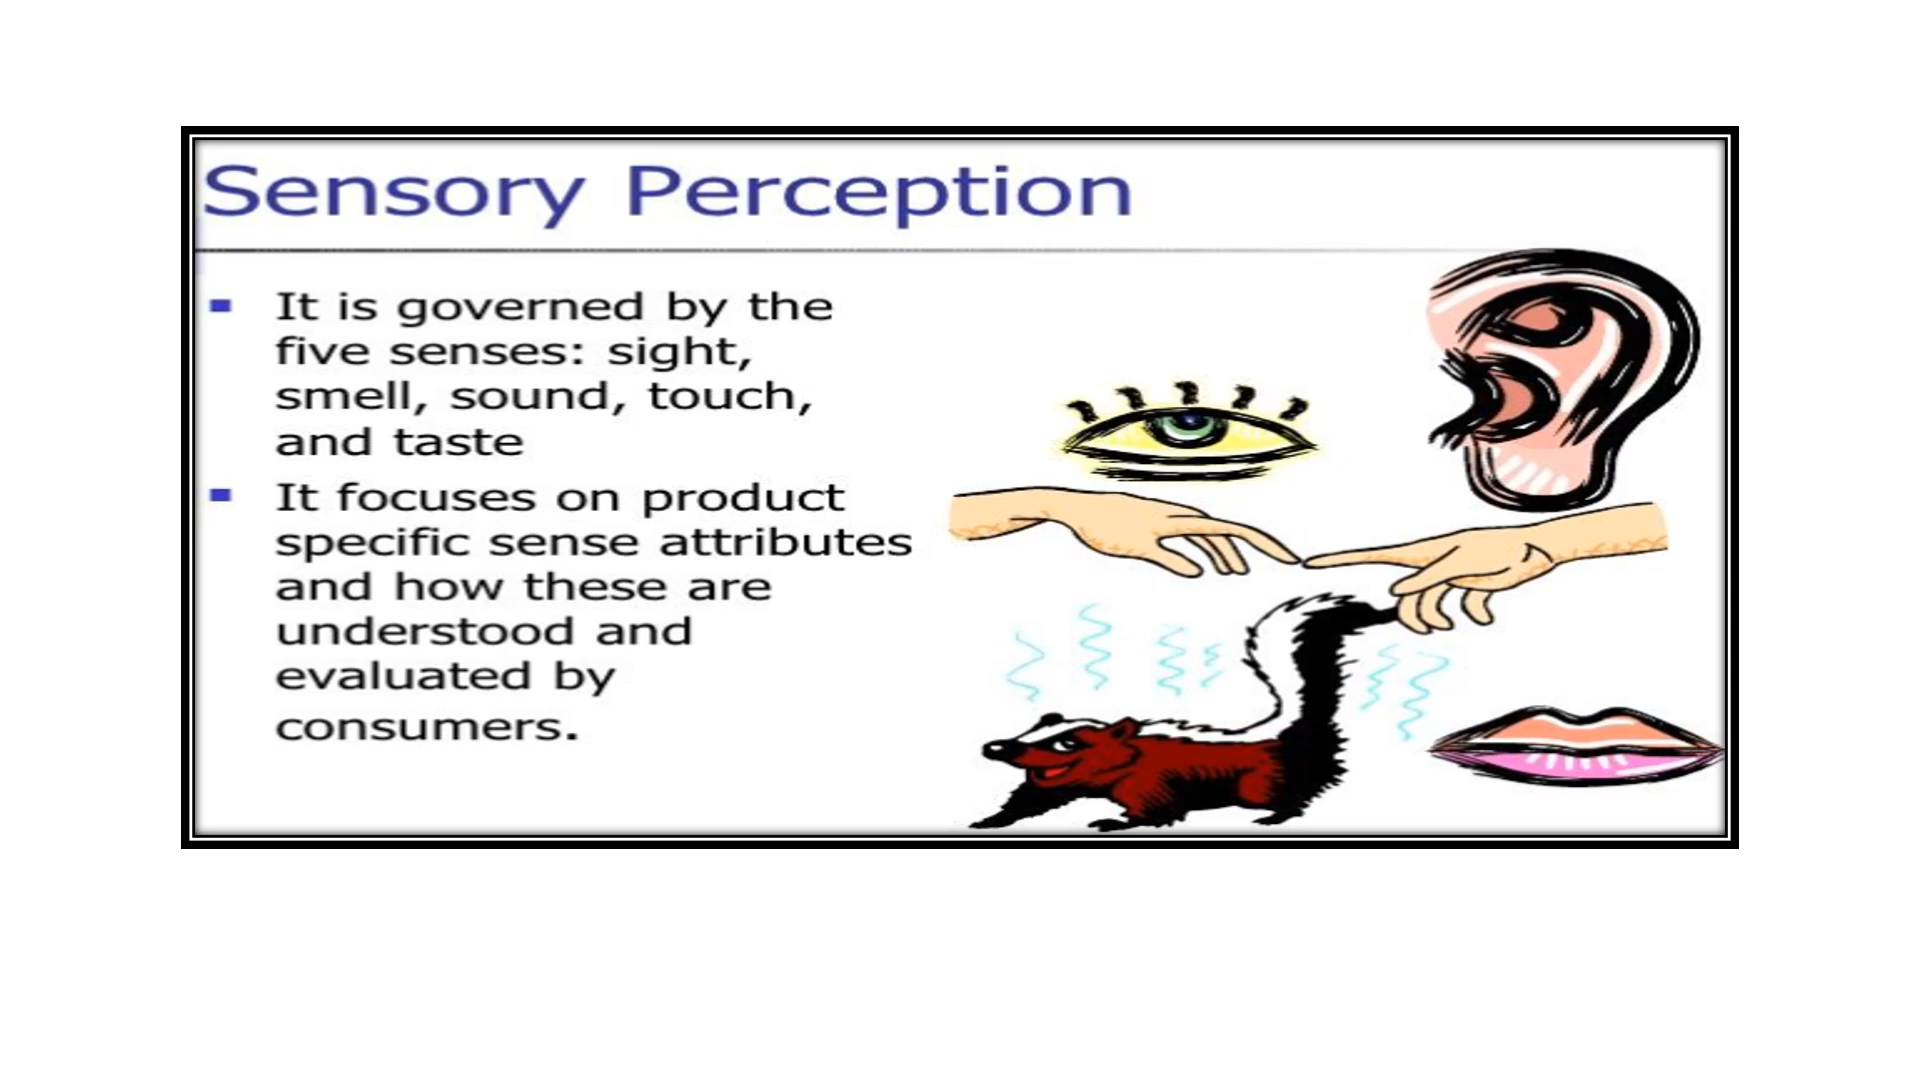 Sensory Perception
▪ It is governed by the
five senses: sight,
smell, sound, touch,
and taste
▪ It focuses on product
specific sense attributes
and how these are
understood and
evaluated by
consumers.